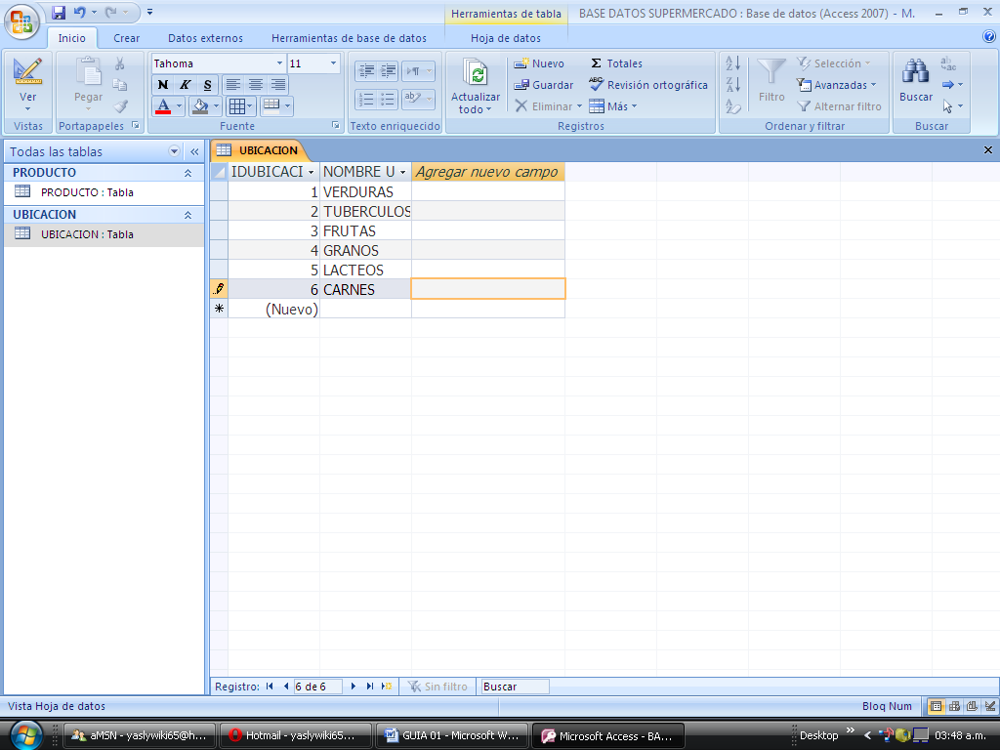 Herramientas de tabla
BASE DATOS SUPERMERCADO : Base de datos (Access 2007) - M.
Inicio
Crear
Datos externos
Herramientas de base de datos
Hoja de datos
Ver
Vistas
Pegar
Portapapeles
Tahoma
11
N K S
A
Fuente
Texto enriquecido
Actualizar
todo
Nuevo
Guardar
Eliminar
Σ Totales
Revisión ortográfica
Más
Registros
Filtro
Selección
Avanzadas
Alternar filtro
Ordenar y filtrar
Buscar
Buscar
Todas las tablas
PRODUCTO
PRODUCTO : Tabla
UBICACION
UBICACION : Tabla
UBICACION
IDUBICACI NOMBRE U Agregar nuevo campo
1 VERDURAS
2 TUBERCULOS
3 FRUTAS
4 GRANOS
5 LACTEOS
6 CARNES
(Nuevo)
Registro: 6 de 6 Sin filtro Buscar
Vista Hoja de datos
Bloq Num
aMSN - yaslywiki65@h...
Hotmail - yaslywiki65...
GUIA 01 - Microsoft W...
Microsoft Access - BA...
Desktop
03:48 a.m.